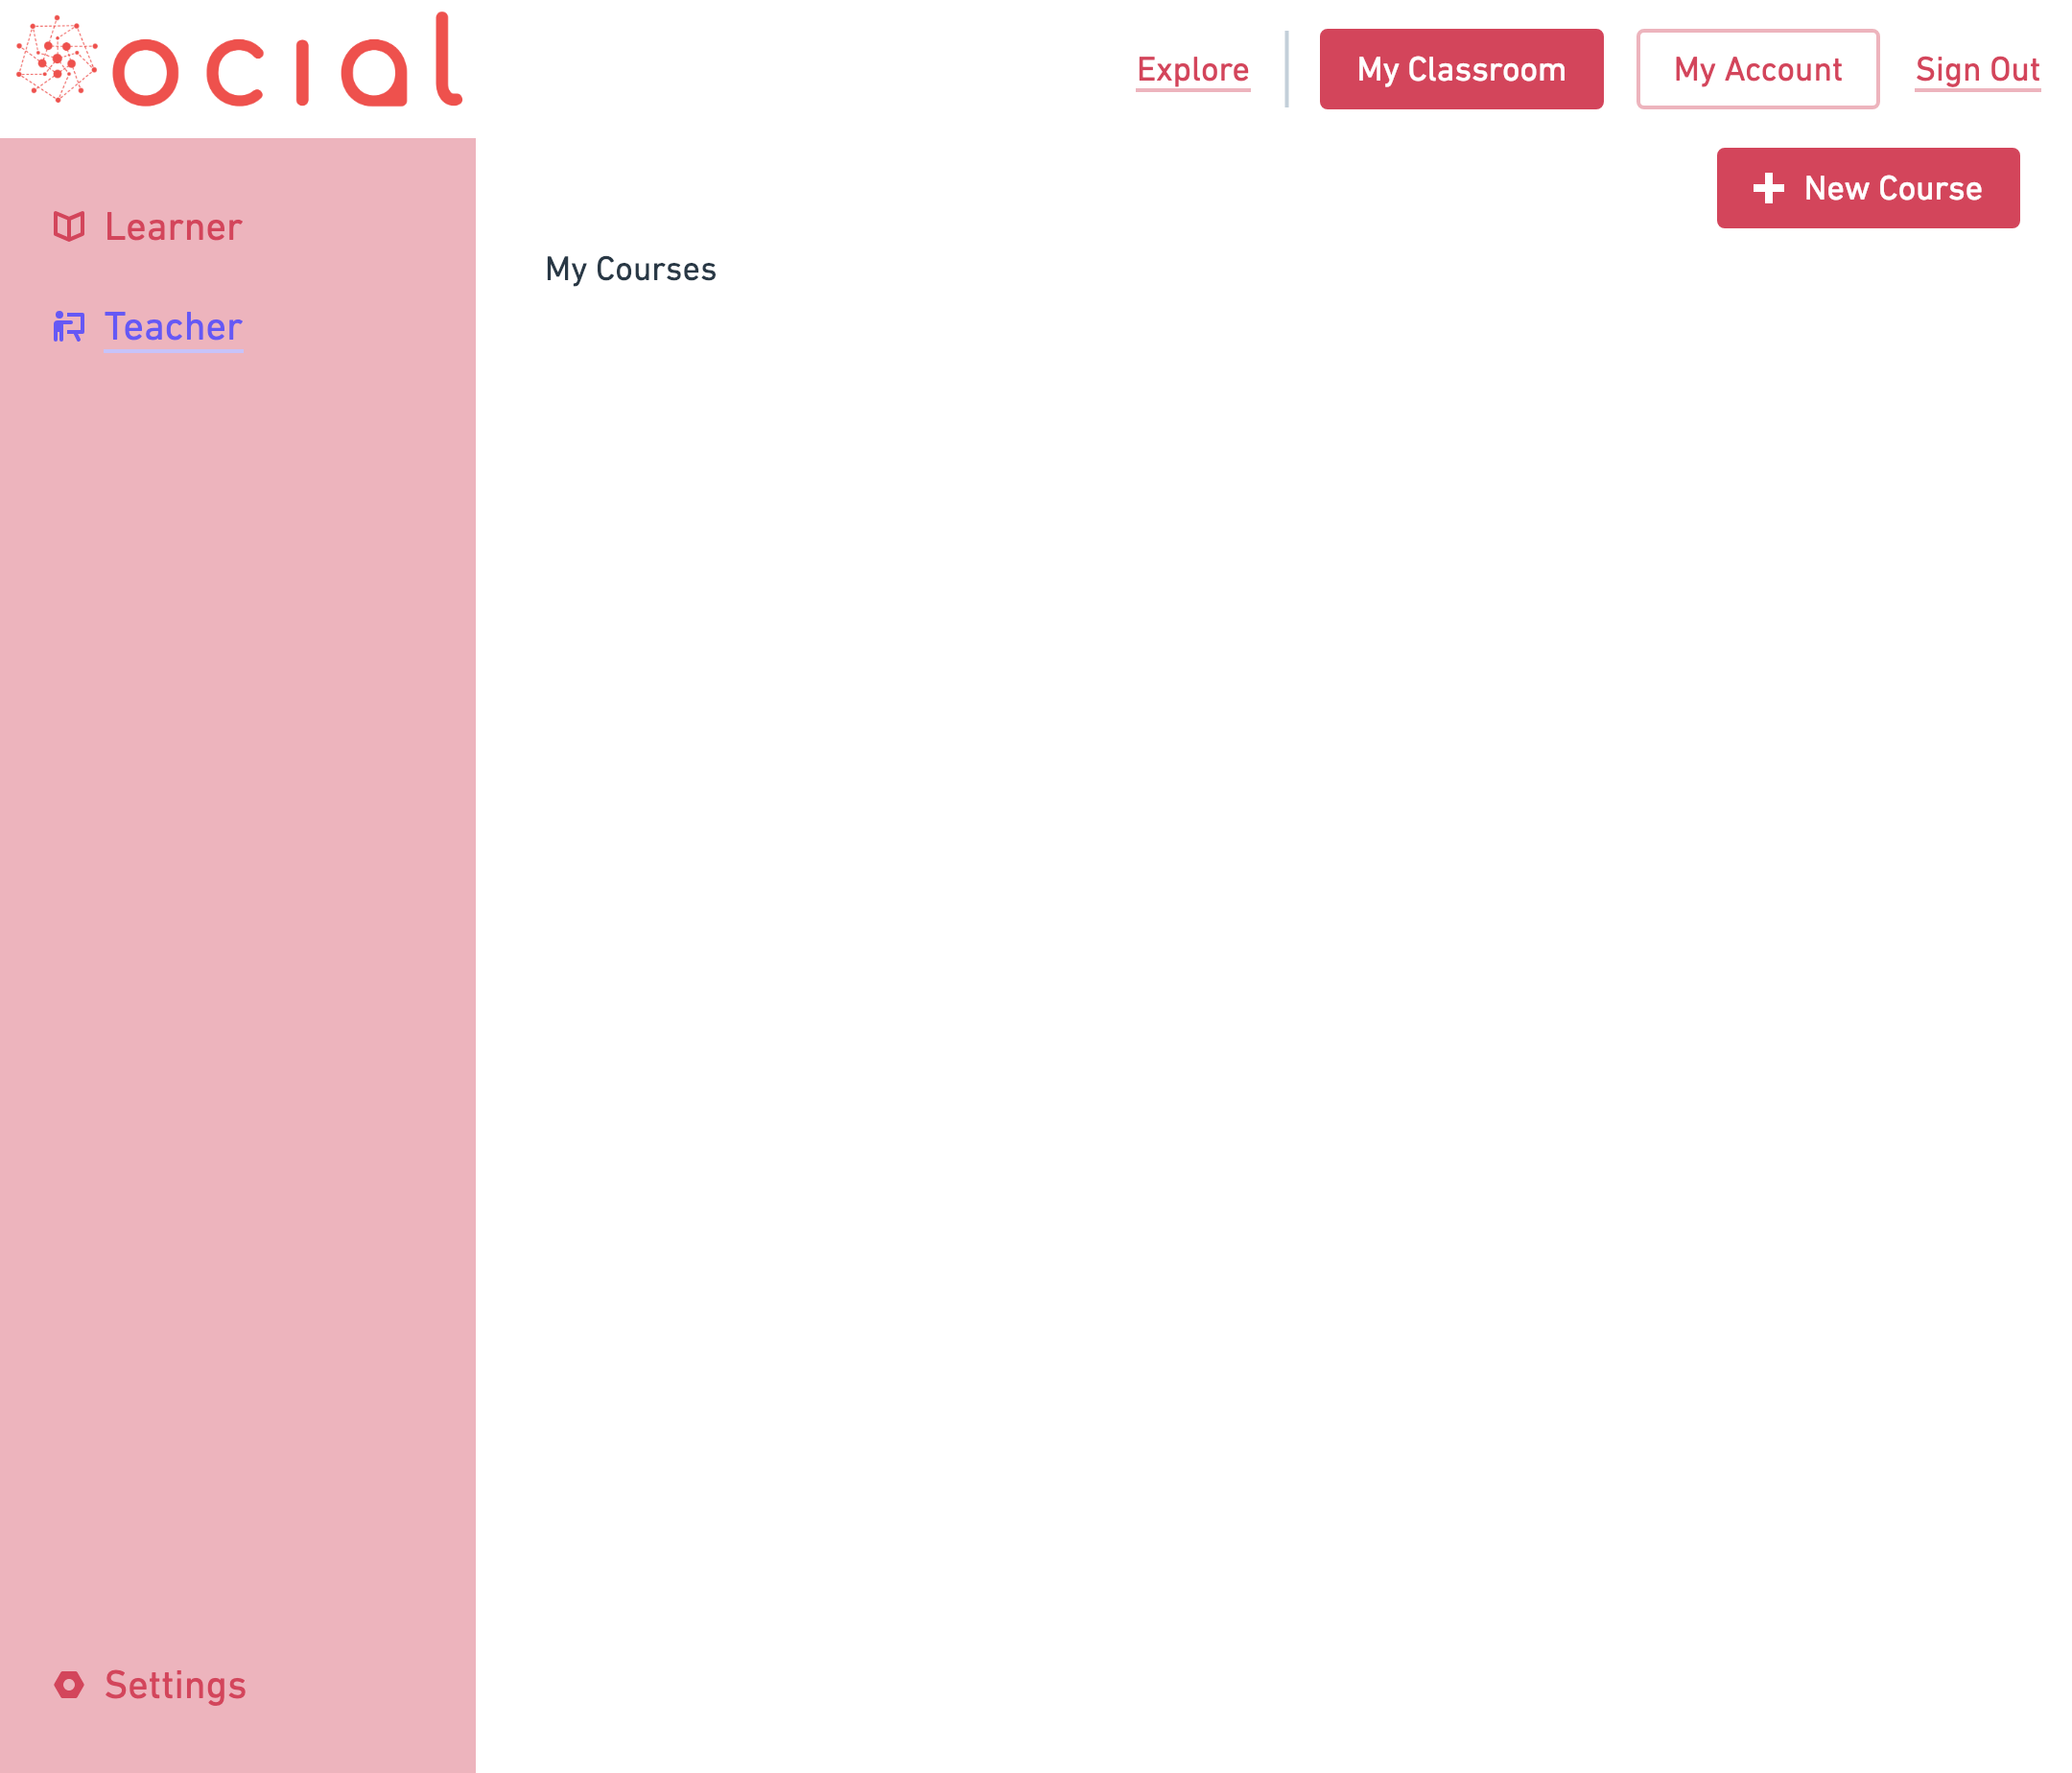 ocial
Explore
My Classroom
My Account
Sign Out
New Course
Learner
My Courses
Teacher
Settings